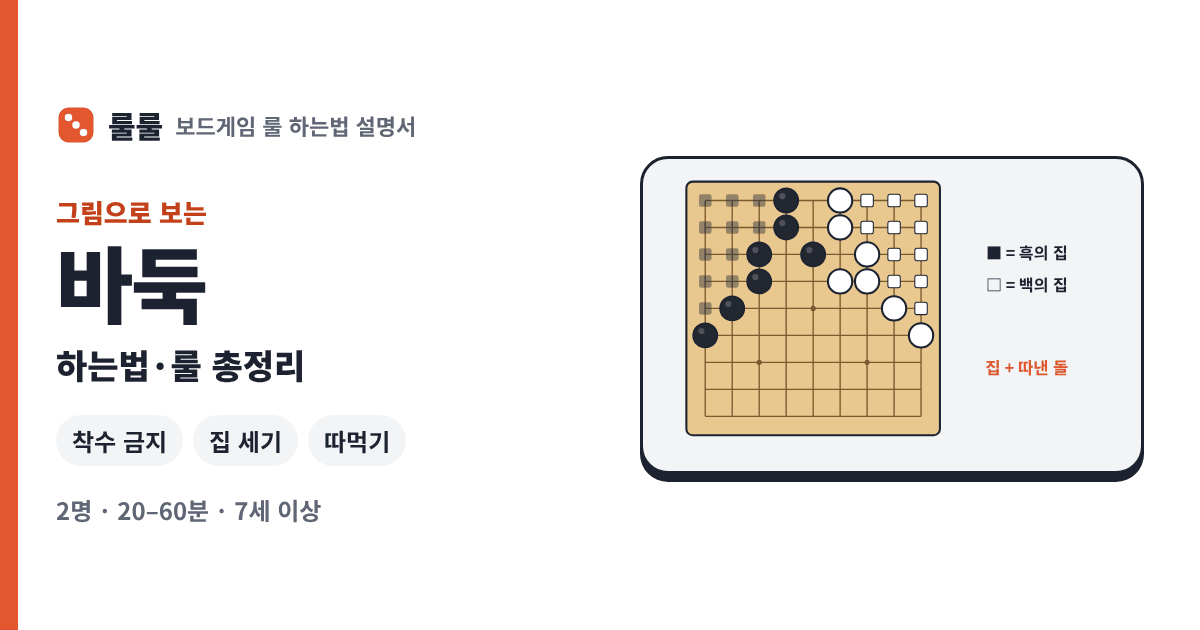 룰룰 보드게임 룰 하는법 설명서
그림으로 보는
바둑
하는법·룰 총정리
착수 금지 집 세기 따먹기
2명 · 20–60분 · 7세 이상
■ = 흑의 집
□ = 백의 집
집 + 따낸 돌